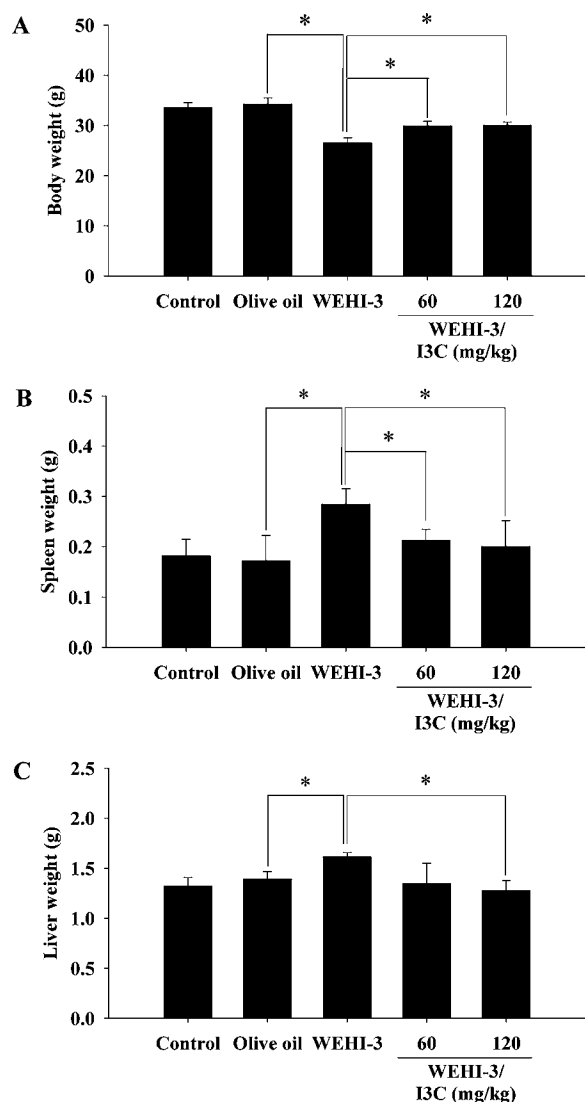 A
Body weight (g)
50
40
30
20
10
0
*
*
*
Control Olive oil WEHI-3 60 120
WEHI-3/
I3C (mg/kg)
B
Spleen weight (g)
0.5
0.4
0.3
0.2
0.1
0.0
*
*
*
Control Olive oil WEHI-3 60 120
WEHI-3/
I3C (mg/kg)
C
Liver weight (g)
2.5
2.0
1.5
1.0
0.5
0.0
*
*
Control Olive oil WEHI-3 60 120
WEHI-3/
I3C (mg/kg)